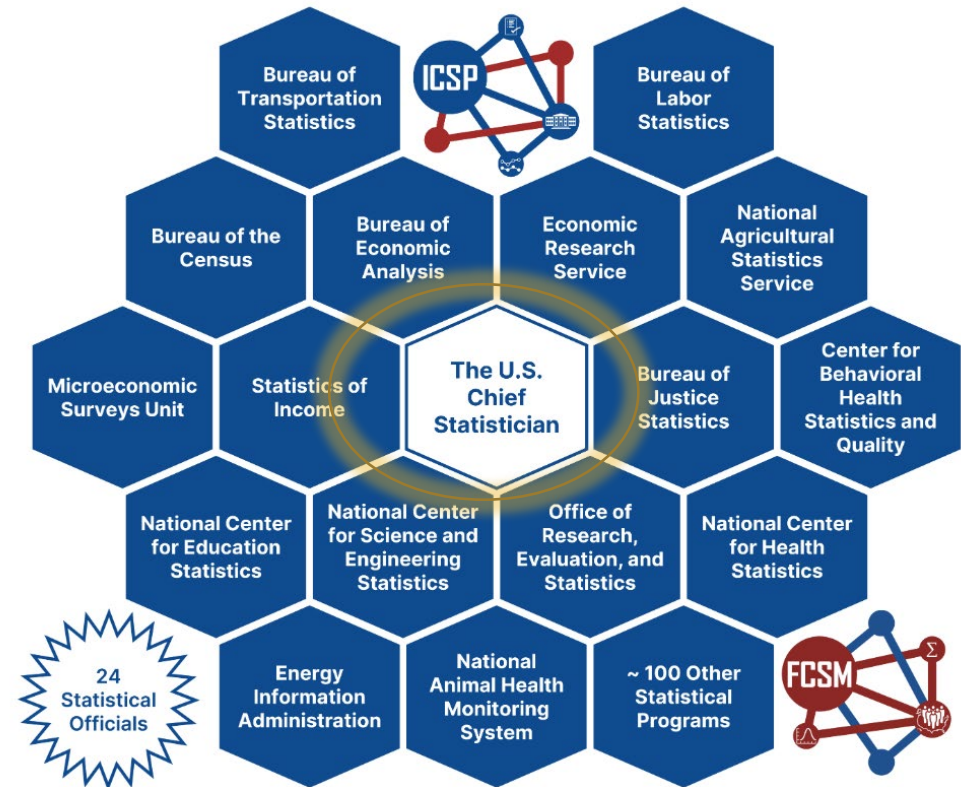 Bureau of
Transportation
Statistics
ICSP
Bureau of
Labor
Statistics
Bureau of the
Census
Bureau of
Economic
Analysis
Economic
Research
Service
National
Agricultural
Statistics
Service
Microeconomic
Surveys Unit
Statistics of
Income
The U.S.
Chief
Statistician
Bureau of
Justice
Statistics
Center for
Behavioral
Health
Statistics and
Quality
National Center
for Education
Statistics
National Center
for Science and
Engineering
Statistics
Office of
Research,
Evaluation, and
Statistics
National Center
for Health
Statistics
24
Statistical
Officials
Energy
Information
Administration
National
Animal Health
Monitoring
System
~ 100 Other
Statistical
Programs
FCSM
Σ